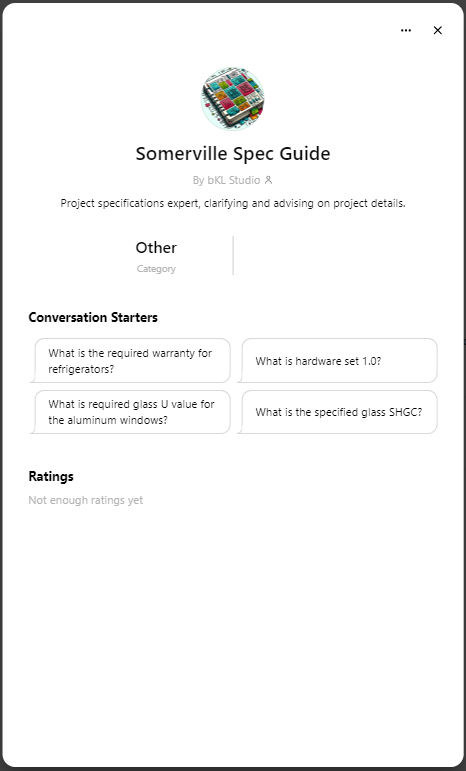 Somerville Spec Guide
By bKL Studio
Project specifications expert, clarifying and advising on project details.
Other
Category
Conversation Starters
What is the required warranty for
refrigerators?
What is hardware set 1.0?
What is required glass U value for
the aluminum windows?
What is the specified glass SHGC?
Ratings
Not enough ratings yet